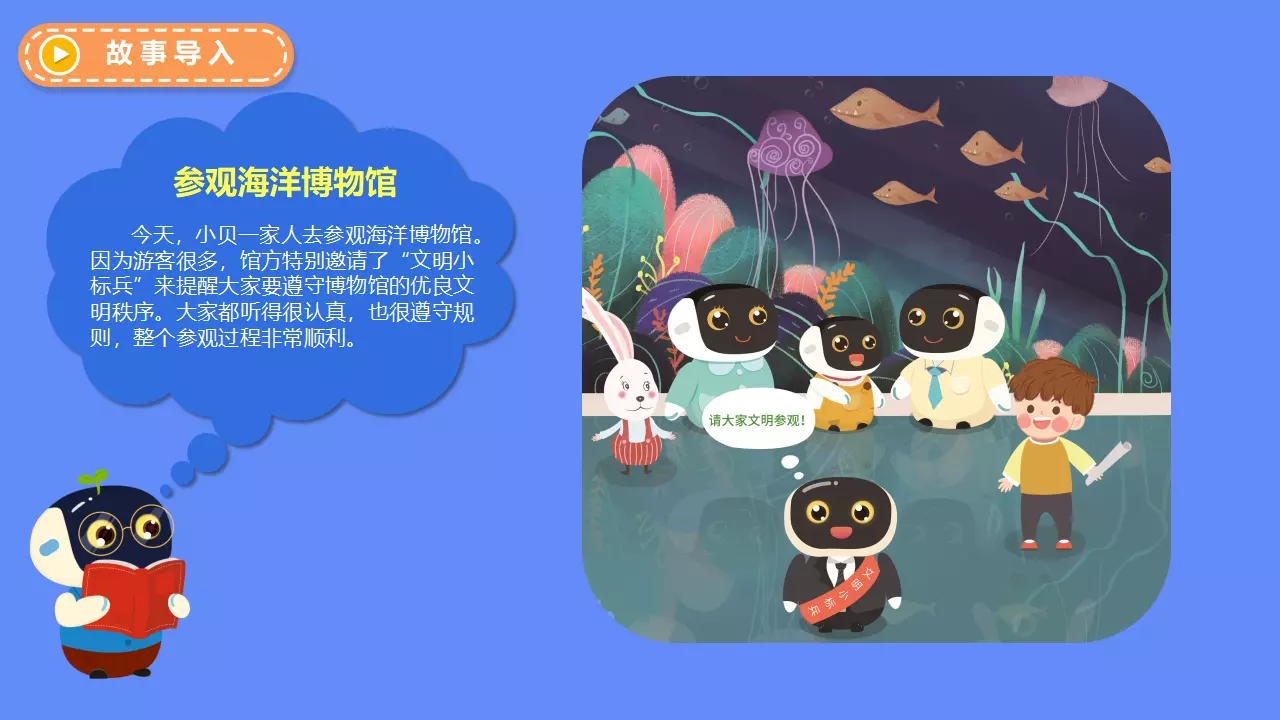 故事导入
参观海洋博物馆
今天，小贝一家人去参观海洋博物馆。
因为游客很多，馆方特别邀请了“文明小
标兵”来提醒大家要遵守博物馆的优良文
明秩序。大家都听得很认真，也很遵守规
则，整个参观过程非常顺利。
请大家文明参观！
文明小标兵